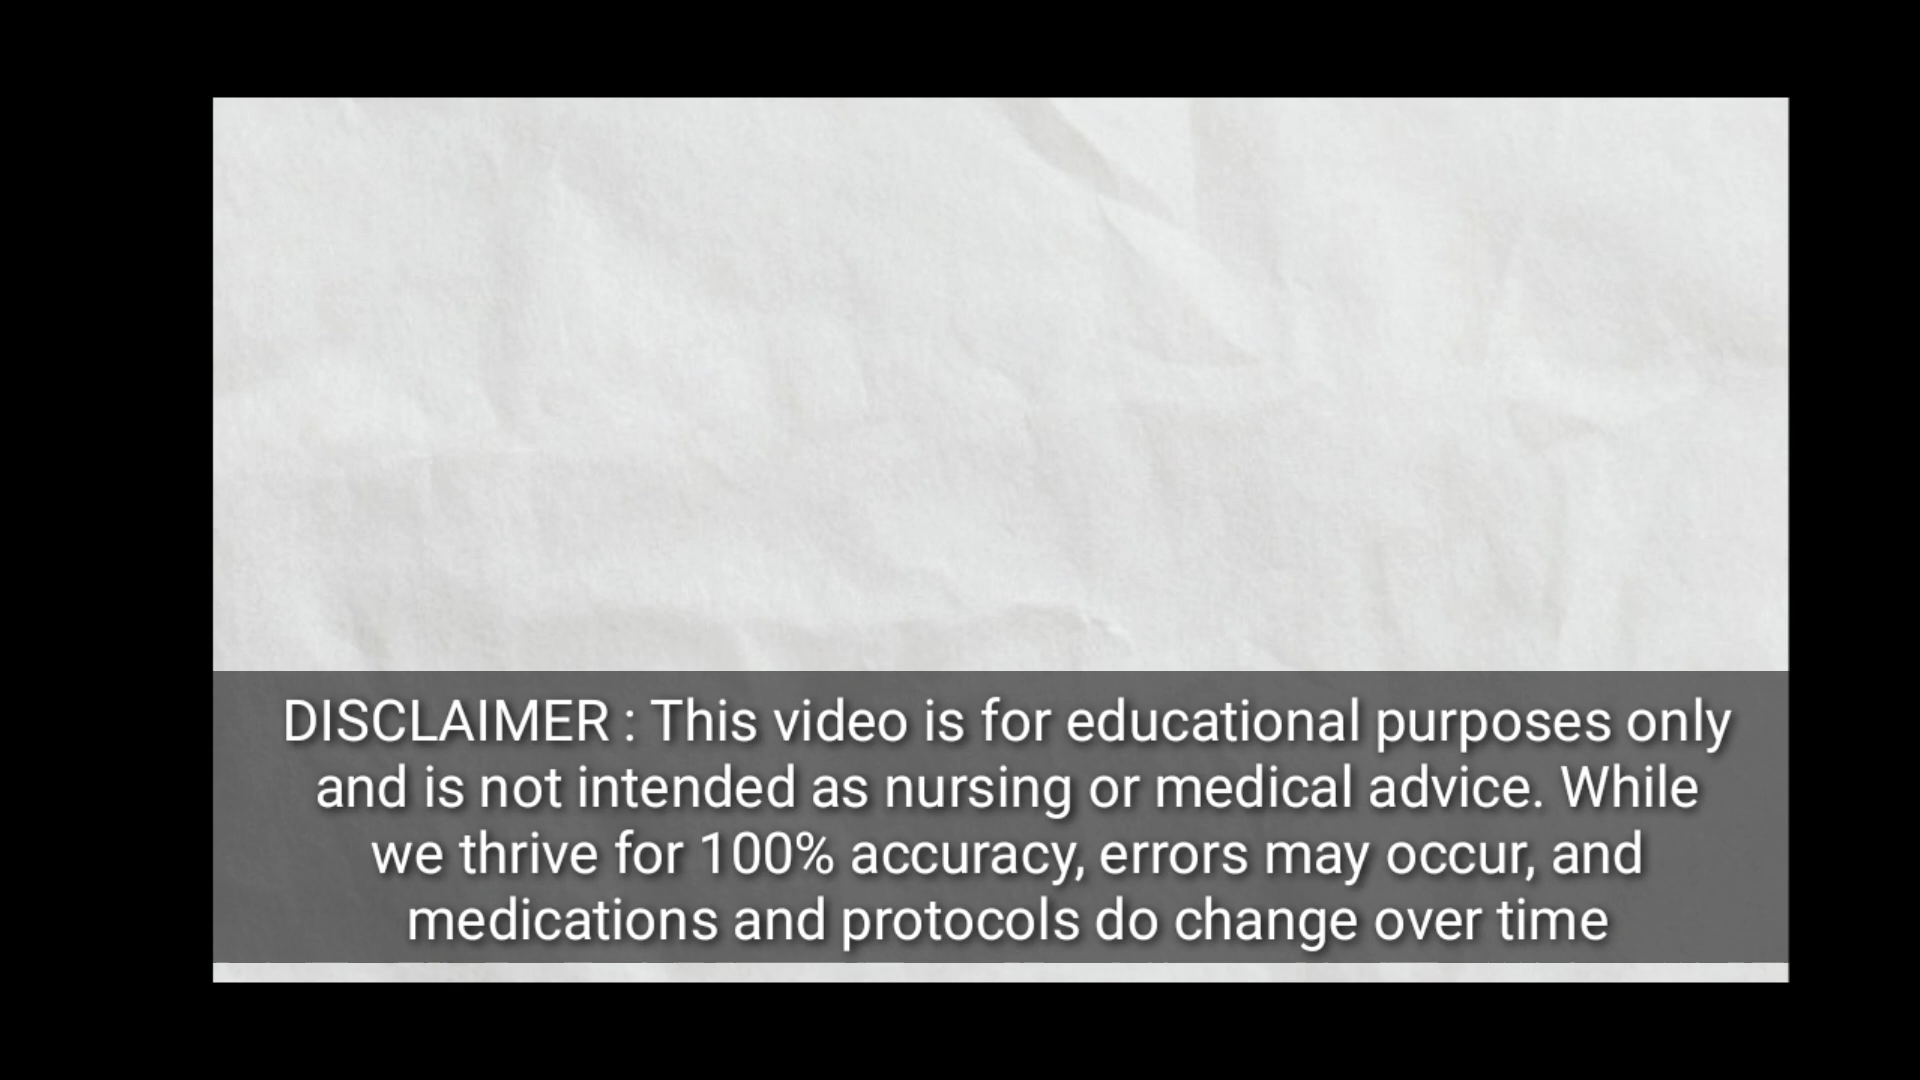 DISCLAIMER : This video is for educational purposes only
and is not intended as nursing or medical advice. While
we thrive for 100% accuracy, errors may occur, and
medications and protocols do change over time